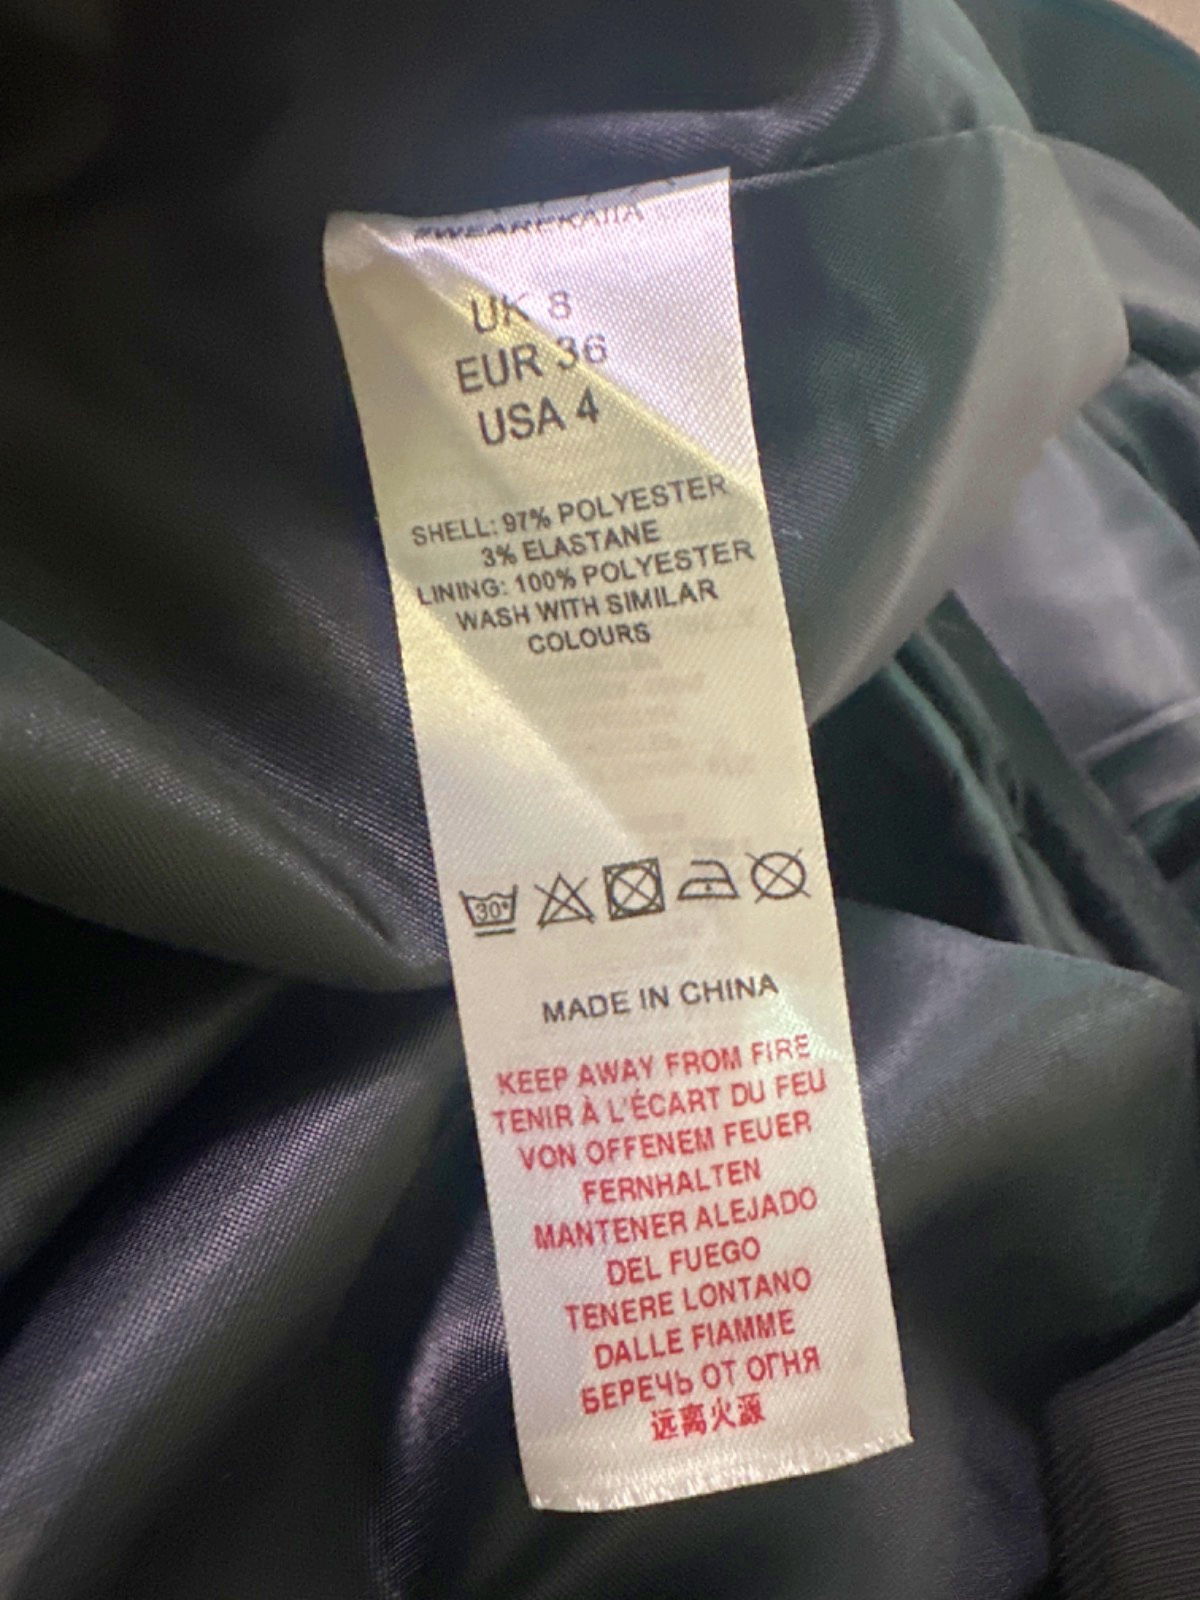 #WEAREKAIIA
UK 8
EUR 36
USA 4
SHELL: 97% POLYESTER
3% ELASTANE
LINING: 100% POLYESTER
WASH WITH SIMILAR
COLOURS
30°
MADE IN CHINA
KEEP AWAY FROM FIRE
TENIR À L'ÉCART DU FEU
VON OFFENEM FEUER
FERNHALTEN
MANTENER ALEJADO
DEL FUEGO
TENERE LONTANO
DALLE FIAMME
БЕРЕЧЬ ОТ ОГНЯ
远离火源